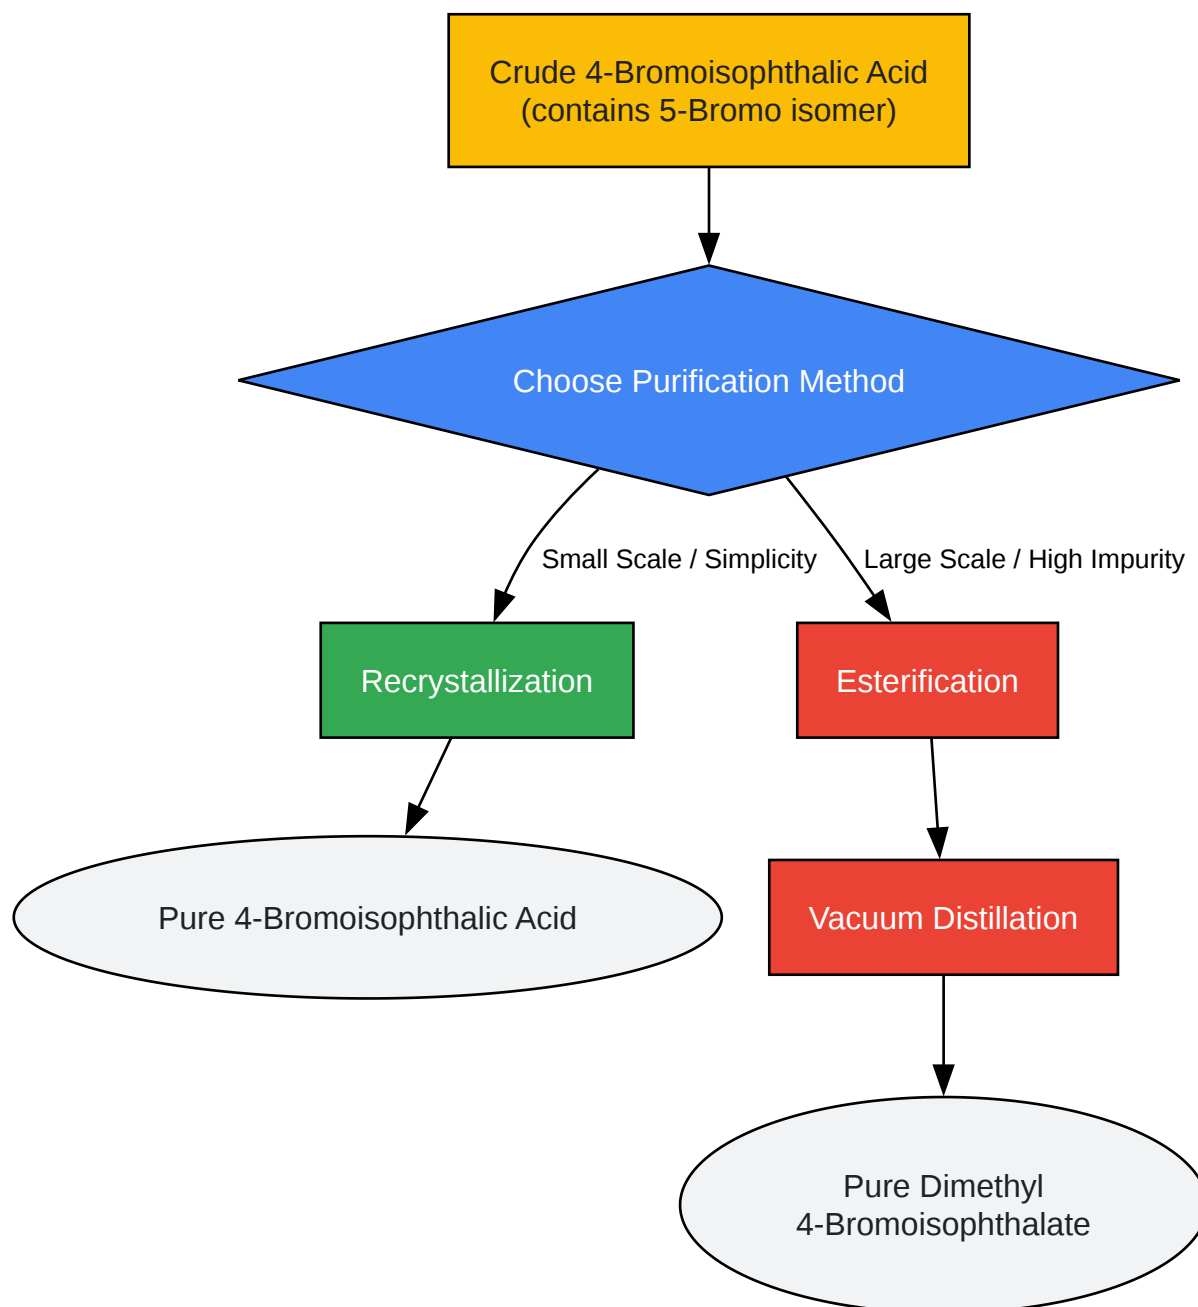 Crude 4-Bromoisophthalic Acid
(contains 5-Bromo isomer)
Choose Purification Method
Small Scale / Simplicity
Large Scale / High Impurity
Recrystallization
Esterification
Pure 4-Bromoisophthalic Acid
Vacuum Distillation
Pure Dimethyl
4-Bromoisophthalate